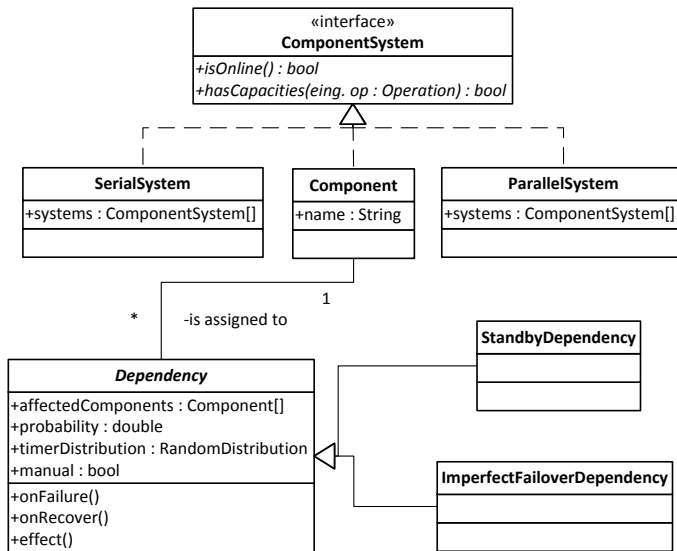 «interface»
ComponentSystem
+isOnline() : bool
+hasCapacities(eing. op : Operation) : bool
SerialSystem
+systems : ComponentSystem[]
Component
+name : String
ParallelSystem
+systems : ComponentSystem[]
1
*
-is assigned to
StandbyDependency
Dependency
+affectedComponents : Component[]
+probability : double
+timerDistribution : RandomDistribution
+manual : bool
+onFailure()
+onRecover()
+effect()
ImperfectFailoverDependency